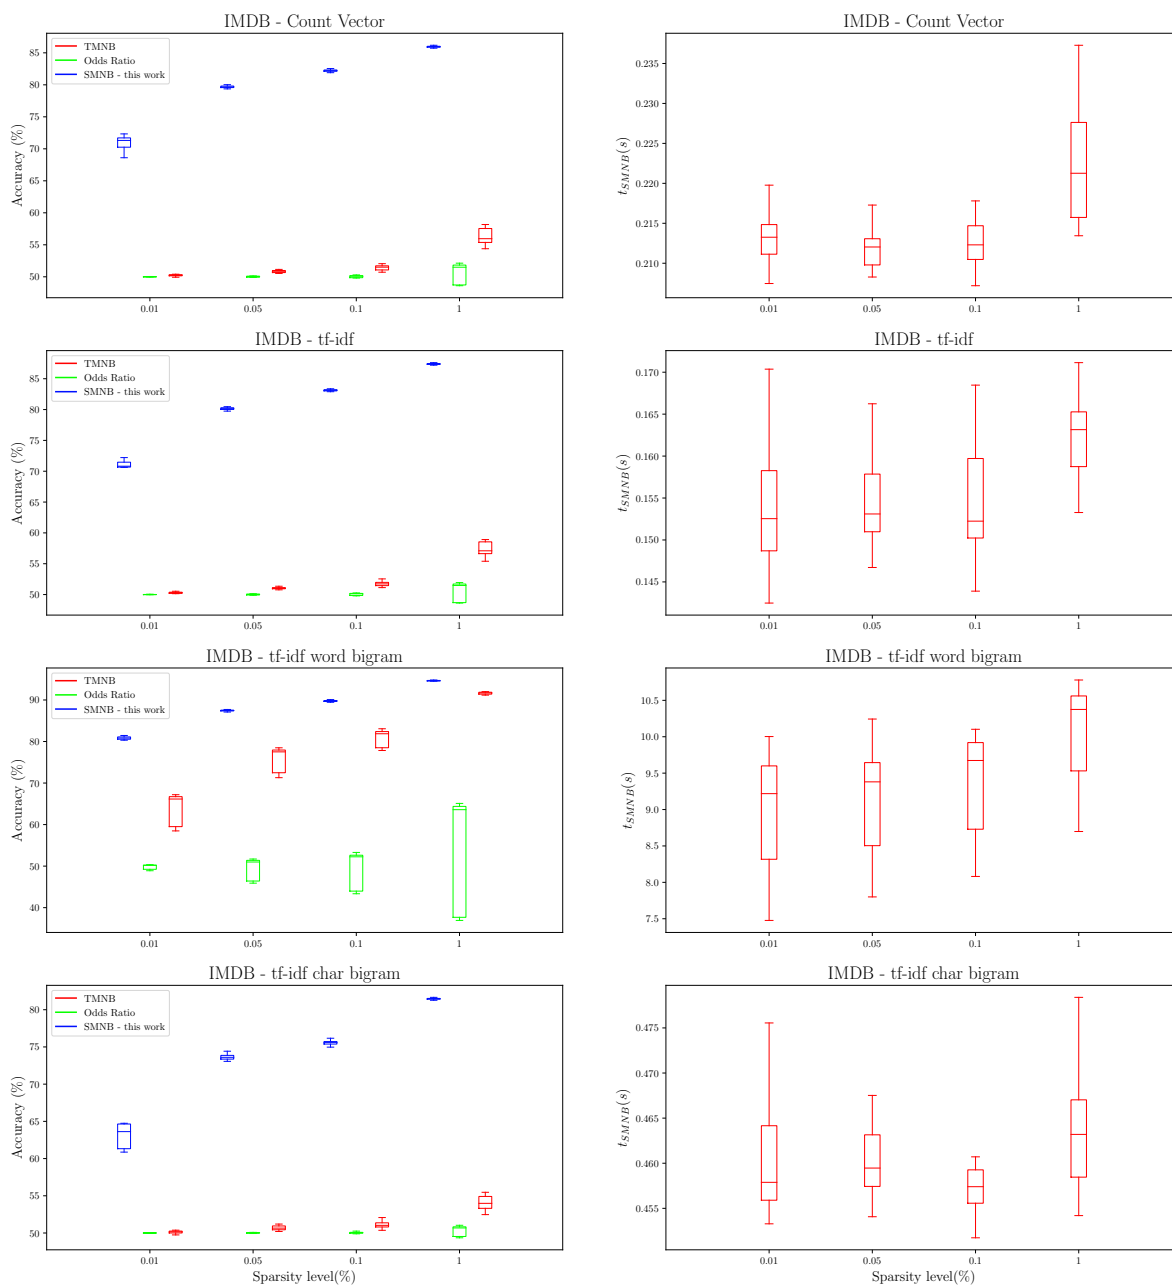 IMDB - Count Vector
Accuracy (%)
85
80
75
70
65
60
55
50
TMNB
Odds Ratio
SMNB - this work
0.01
0.05
0.1
1
IMDB - Count Vector
t_SMNB(s)
0.235
0.230
0.225
0.220
0.215
0.210
0.01
0.05
0.1
1
IMDB - tf-idf
Accuracy (%)
85
80
75
70
65
60
55
50
TMNB
Odds Ratio
SMNB - this work
0.01
0.05
0.1
1
IMDB - tf-idf
t_SMNB(s)
0.170
0.165
0.160
0.155
0.150
0.145
0.01
0.05
0.1
1
IMDB - tf-idf word bigram
Accuracy (%)
90
80
70
60
50
40
TMNB
Odds Ratio
SMNB - this work
0.01
0.05
0.1
1
IMDB - tf-idf word bigram
t_SMNB(s)
10.5
10.0
9.5
9.0
8.5
8.0
7.5
0.01
0.05
0.1
1
IMDB - tf-idf char bigram
Accuracy (%)
80
75
70
65
60
55
50
TMNB
Odds Ratio
SMNB - this work
0.01
0.05
0.1
1
Sparsity level(%)
IMDB - tf-idf char bigram
t_SMNB(s)
0.475
0.470
0.465
0.460
0.455
0.01
0.05
0.1
1
Sparsity level(%)